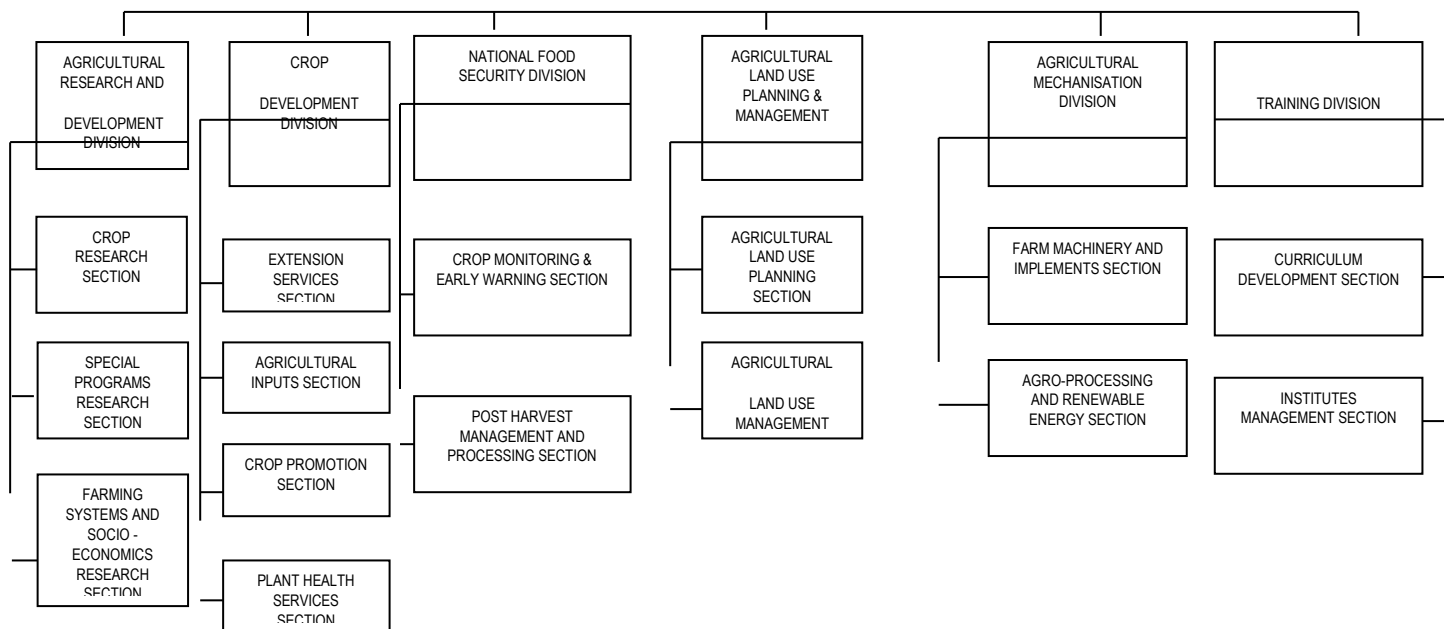 AGRICULTURAL
RESEARCH AND
DEVELOPMENT
DIVISION
CROP
DEVELOPMENT
DIVISION
NATIONAL FOOD
SECURITY DIVISION
AGRICULTURAL
LAND USE
PLANNING &
MANAGEMENT
AGRICULTURAL
MECHANISATION
DIVISION
TRAINING DIVISION
CROP
RESEARCH
SECTION
EXTENSION
SERVICES
SECTION
CROP MONITORING &
EARLY WARNING SECTION
AGRICULTURAL
LAND USE
PLANNING
SECTION
FARM MACHINERY AND
IMPLEMENTS SECTION
CURRICULUM
DEVELOPMENT SECTION
SPECIAL
PROGRAMS
RESEARCH
SECTION
AGRICULTURAL
INPUTS SECTION
POST HARVEST
MANAGEMENT AND
PROCESSING SECTION
AGRICULTURAL
LAND USE
MANAGEMENT
AGRO-PROCESSING
AND RENEWABLE
ENERGY SECTION
INSTITUTES
MANAGEMENT SECTION
CROP PROMOTION
SECTION
FARMING
SYSTEMS AND
SOCIO -
ECONOMICS
RESEARCH
SECTION
PLANT HEALTH
SERVICES
SECTION